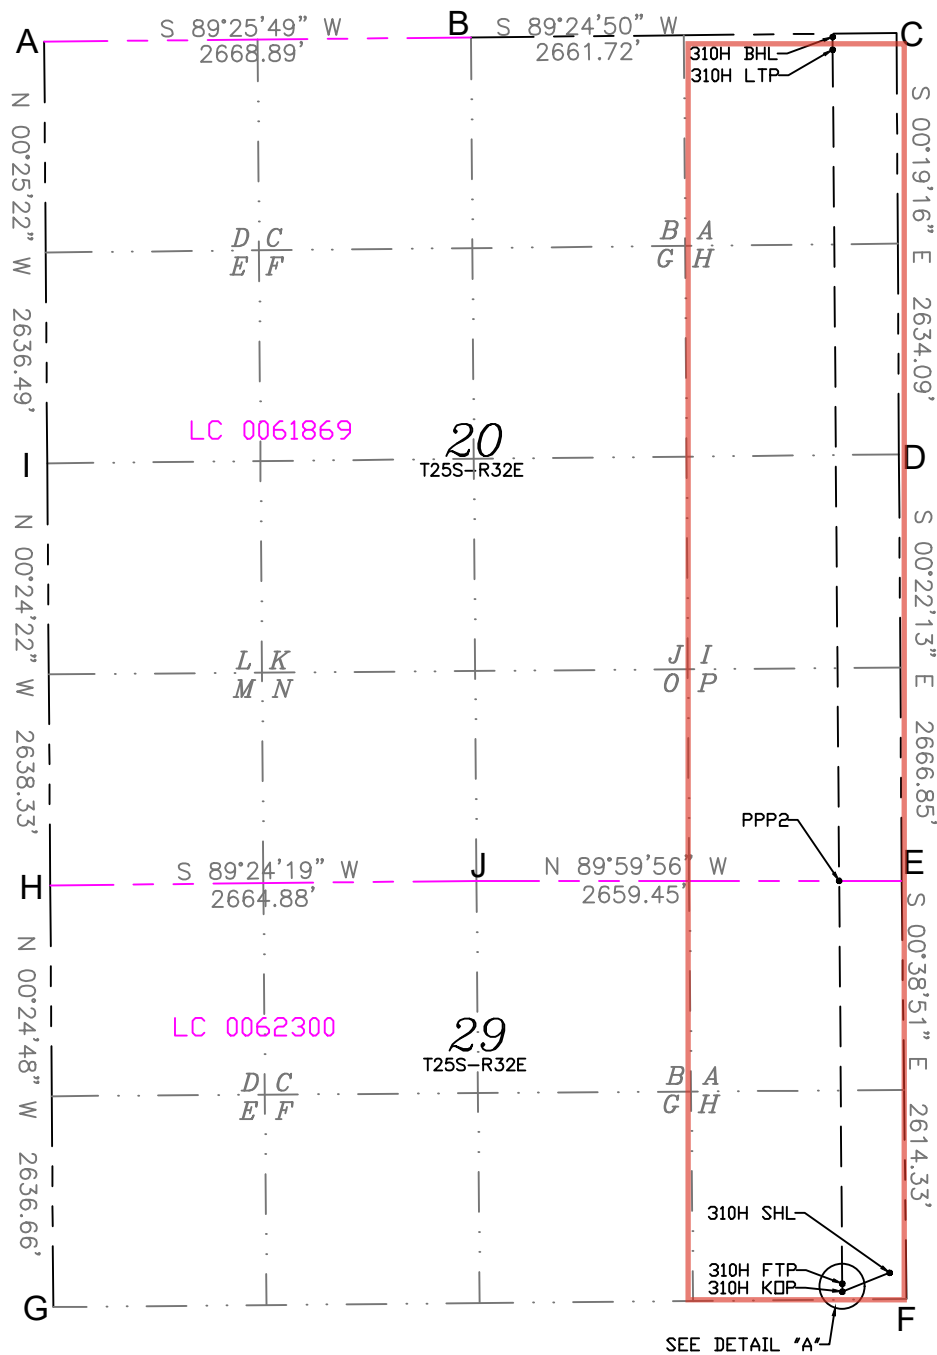 A
S 89°25'49" W
2668.89'
B
S 89°24'50" W
2661.72'
C
310H BHL
310H LTP
N 00°25'22" W 2636.49'
S 00°19'16" E 2634.09'
D C
E F
B A
G H
LC 0061869
20
T25S-R32E
I
D
N 00°24'22" W 2638.33'
S 00°22'13" E 2666.85'
L K
M N
J I
O P
PPP2
H
S 89°24'19" W
2664.88'
J
N 89°59'56" W
2659.45'
E
N 00°24'48" W 2636.66'
S 00°38'51" E 2614.33'
LC 0062300
29
T25S-R32E
D C
E F
B A
G H
310H SHL
310H FTP
310H KOP
G
F
SEE DETAIL "A"